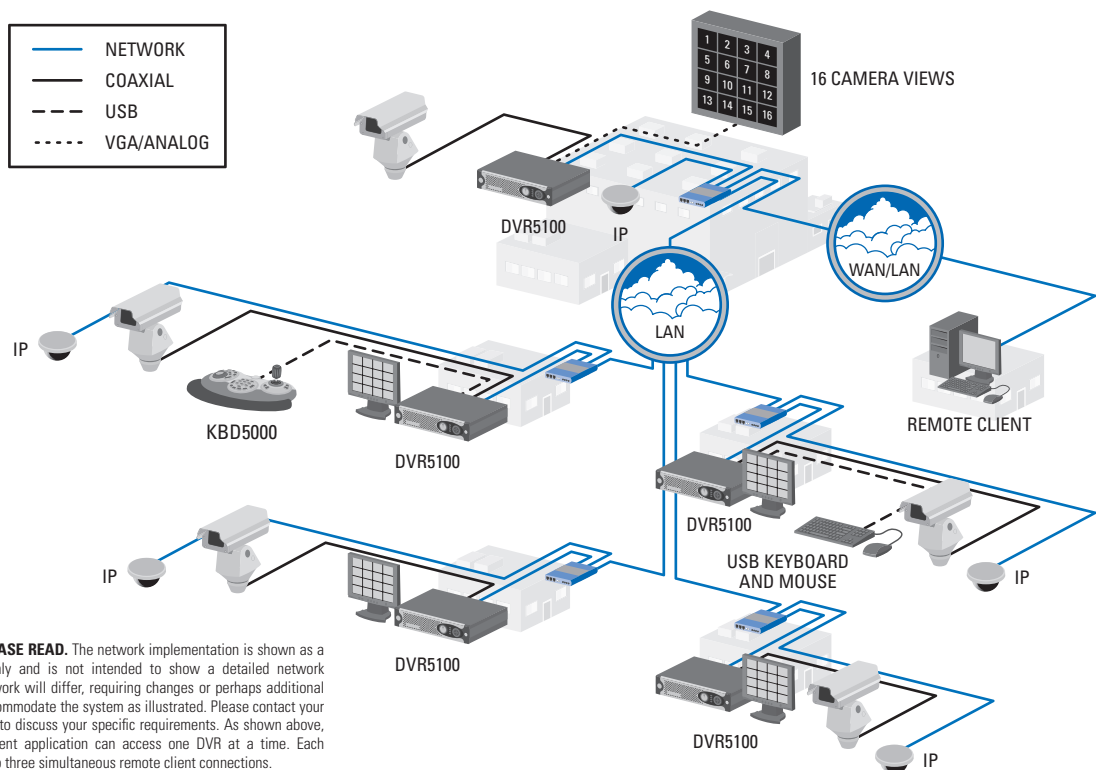 NETWORK
COAXIAL
USB
VGA/ANALOG
1 2 3 4
5 6 7 8
9 10 11 12
13 14 15 16
16 CAMERA VIEWS
DVR5100
IP
WAN/LAN
LAN
REMOTE CLIENT
IP
KBD5000
DVR5100
DVR5100
USB KEYBOARD
AND MOUSE
IP
IP
DVR5100
DVR5100
IP
ASE READ. The network implementation is shown as a
ly and is not intended to show a detailed network
work will differ, requiring changes or perhaps additional
ommodate the system as illustrated. Please contact your
to discuss your specific requirements. As shown above,
ent application can access one DVR at a time. Each
three simultaneous remote client connections.